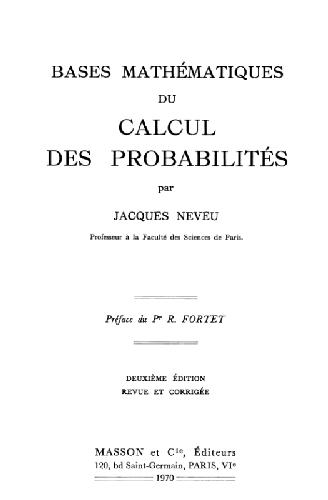 BASES MATHÉMATIQUES
DU
CALCUL
DES PROBABILITÉS
par
JACQUES NEVEU
Professeur à la Faculté des Sciences de Paris.
Préface du Pr R. FORTET
DEUXIÈME ÉDITION
REVUE ET CORRIGÉE
MASSON et Cie, Éditeurs
120, bd Saint-Germain, PARIS, VIe
1970